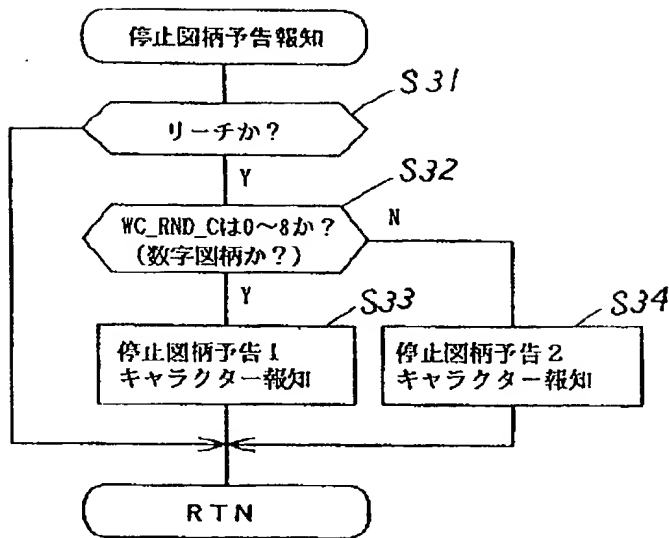 停止図柄予告報知
S31
リーチか？
Y
S32
WC_RND_Cは0～8か？
(数字図柄か？)
N
Y
S33
S34
停止図柄予告1
キャラクター報知
停止図柄予告2
キャラクター報知
RTN